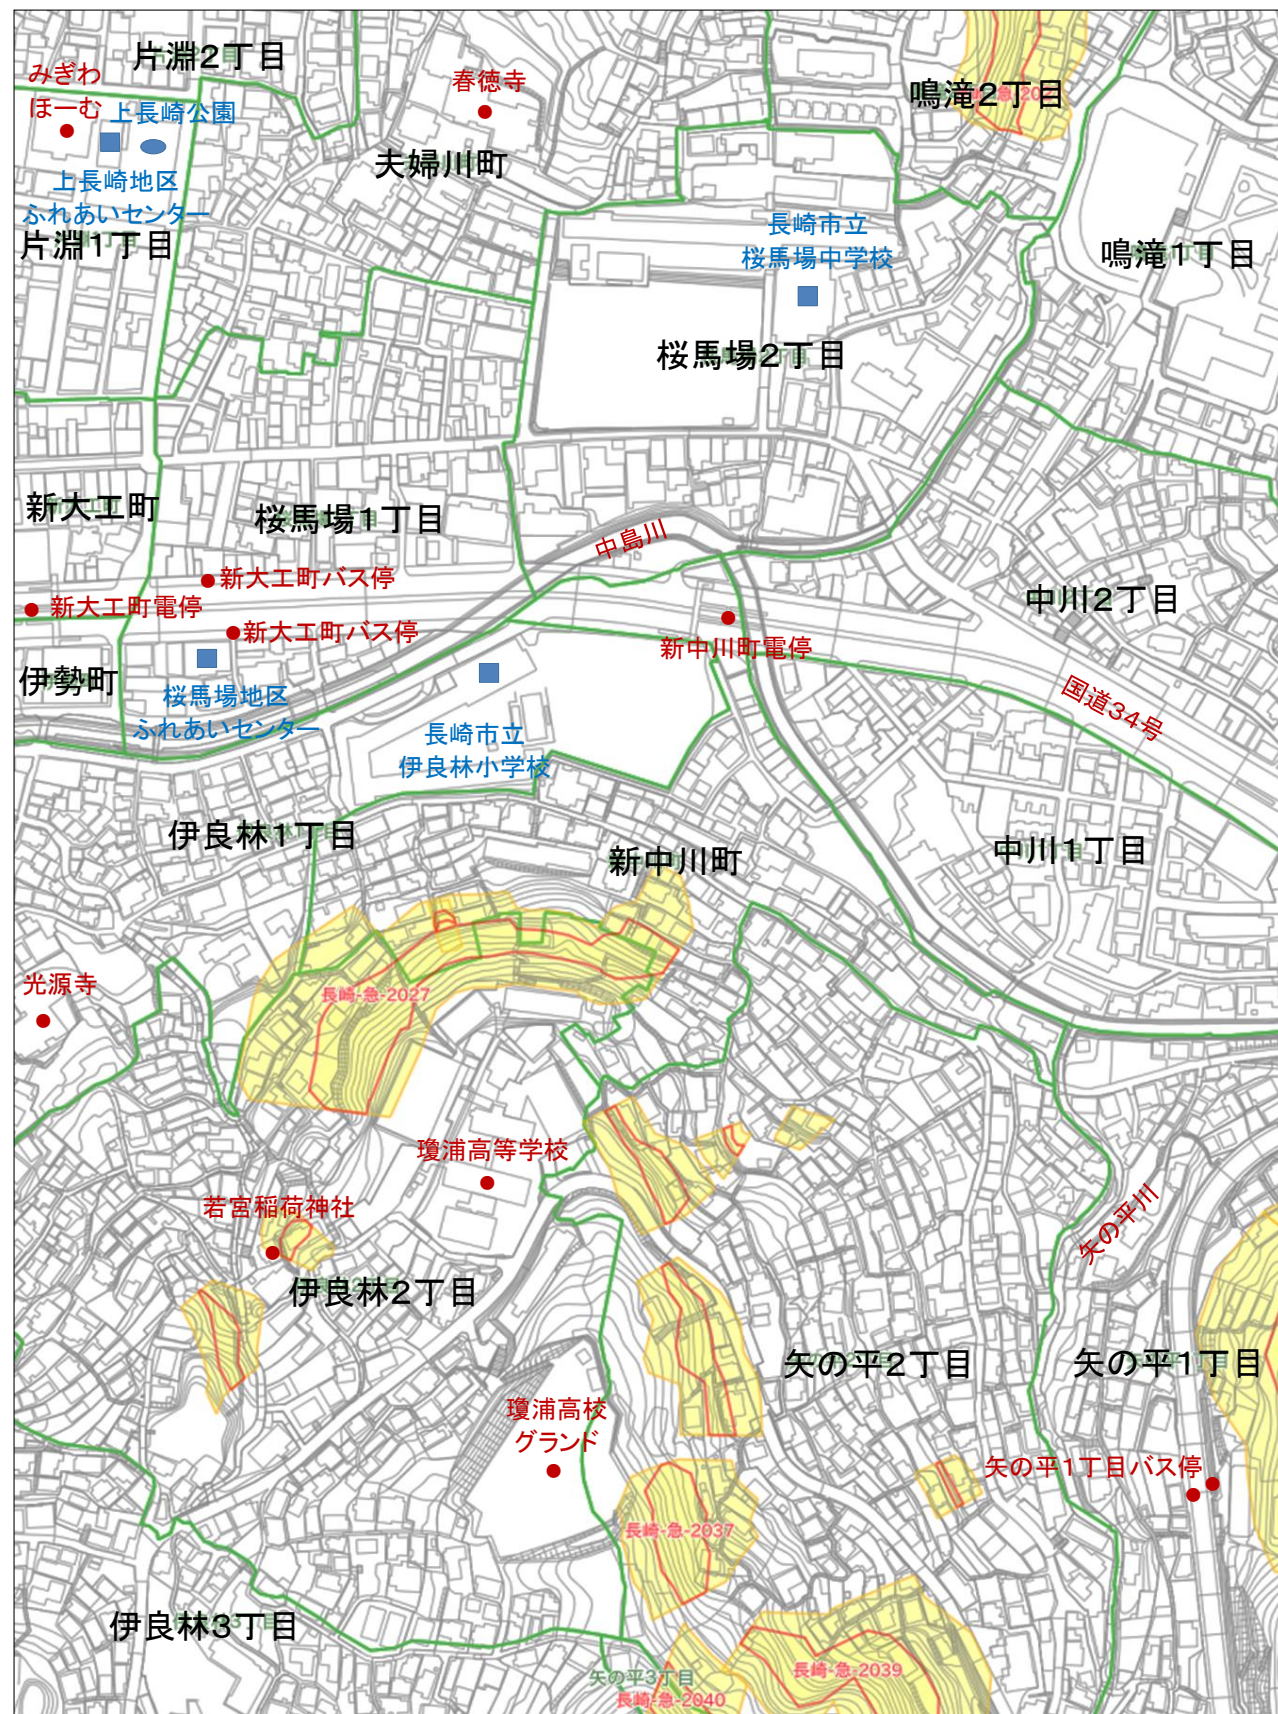 片淵2丁目
みぎわ
ほーむ
上長崎公園
春徳寺
鳴滝2丁目
夫婦川町
上長崎地区
ふれあいセンター
片淵1丁目
長崎市立
桜馬場中学校
鳴滝1丁目
桜馬場2丁目
新大工町
桜馬場1丁目
中島川
新大工町バス停
新大工町電停
新大工町バス停
中川2丁目
新中川町電停
伊勢町
桜馬場地区
ふれあいセンター
国道34号
長崎市立
伊良林小学校
伊良林1丁目
新中川町
中川1丁目
光源寺
長崎-急-2027
瓊浦高等学校
若宮稲荷神社
矢の平川
伊良林2丁目
矢の平2丁目
矢の平1丁目
瓊浦高校
グランド
矢の平1丁目バス停
長崎-急-2037
伊良林3丁目
矢の平3丁目
長崎-急-2039
長崎-急-2040